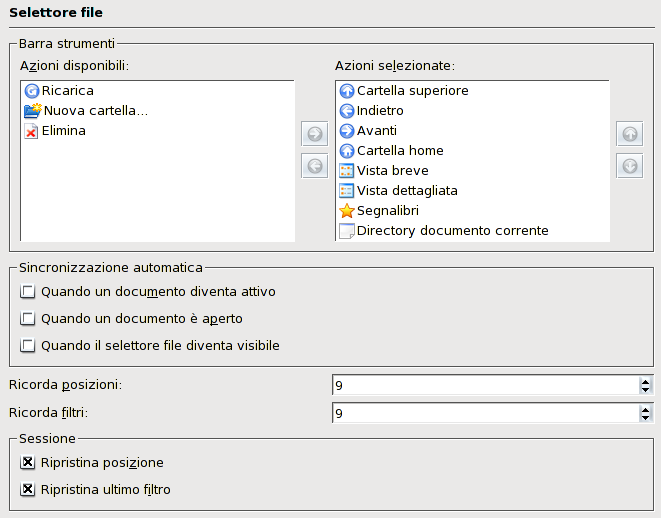 Selettore file
Barra strumenti
Azioni disponibili:
Ricarica
Nuova cartella...
Elimina
Azioni selezionate:
Cartella superiore
Indietro
Avanti
Cartella home
Vista breve
Vista dettagliata
Segnalibri
Directory documento corrente
Sincronizzazione automatica
Quando un documento diventa attivo
Quando un documento è aperto
Quando il selettore file diventa visibile
Ricorda posizioni: 9
Ricorda filtri: 9
Sessione
Ripristina posizione
Ripristina ultimo filtro